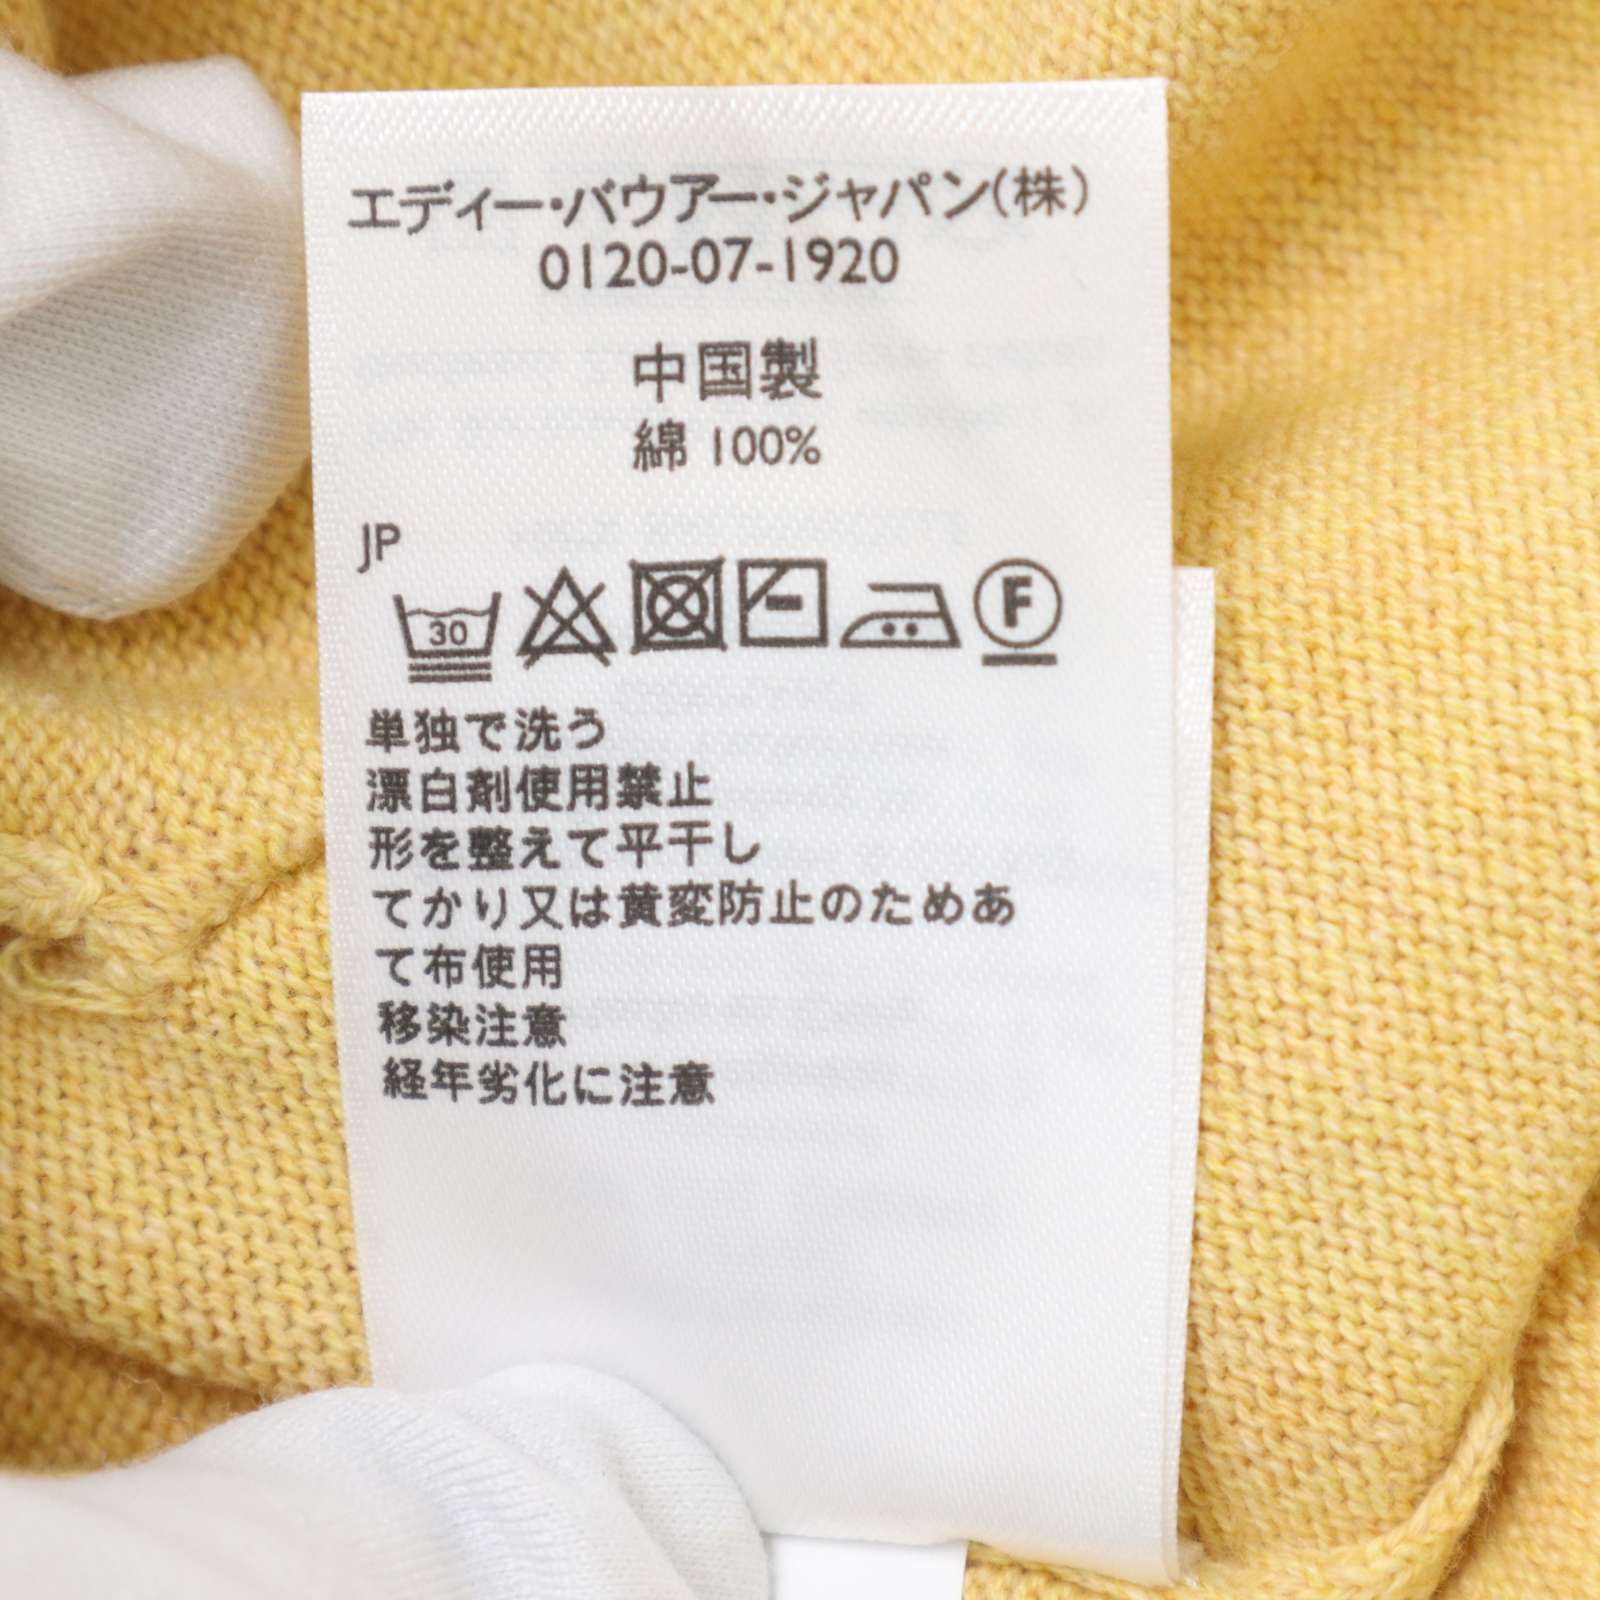 エディー・バウアー・ジャパン(株)
0120-07-1920
中国製
綿 100%
JP
30
F
単独で洗う
漂白剤使用禁止
形を整えて平干し
てかり又は黄変防止のためあ
て布使用
移染注意
経年劣化に注意